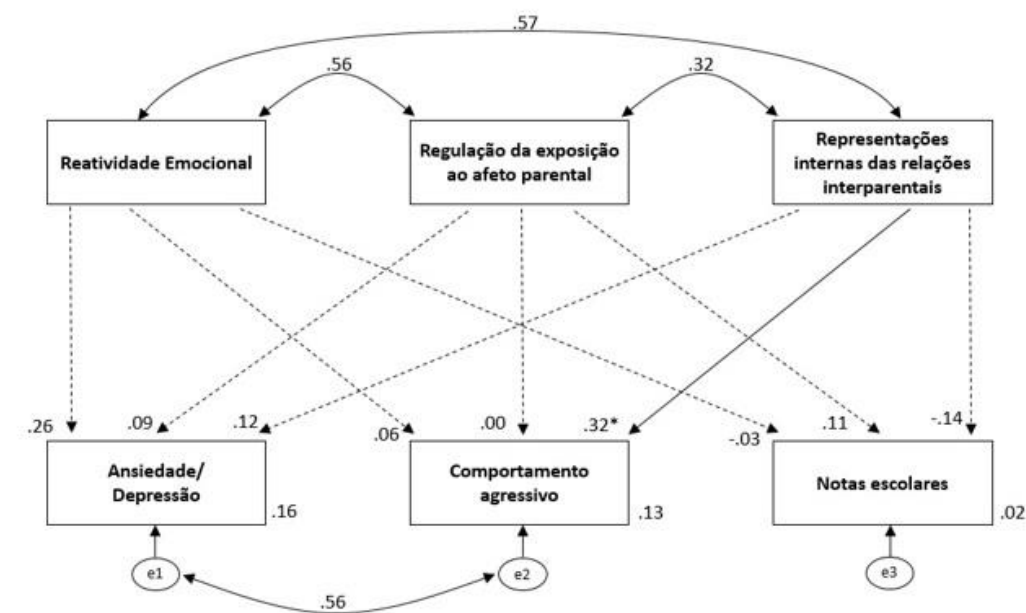 .57
.56
.32
Reatividade Emocional
Regulação da exposição
ao afeto parental
Representações
internas das relações
interparentais
.26
.09
.12
.06
.00
.32*
-.03
.11
-.14
Ansiedade/
Depressão
.16
Comportamento
agressivo
.13
Notas escolares
.02
e1
e2
e3
.56